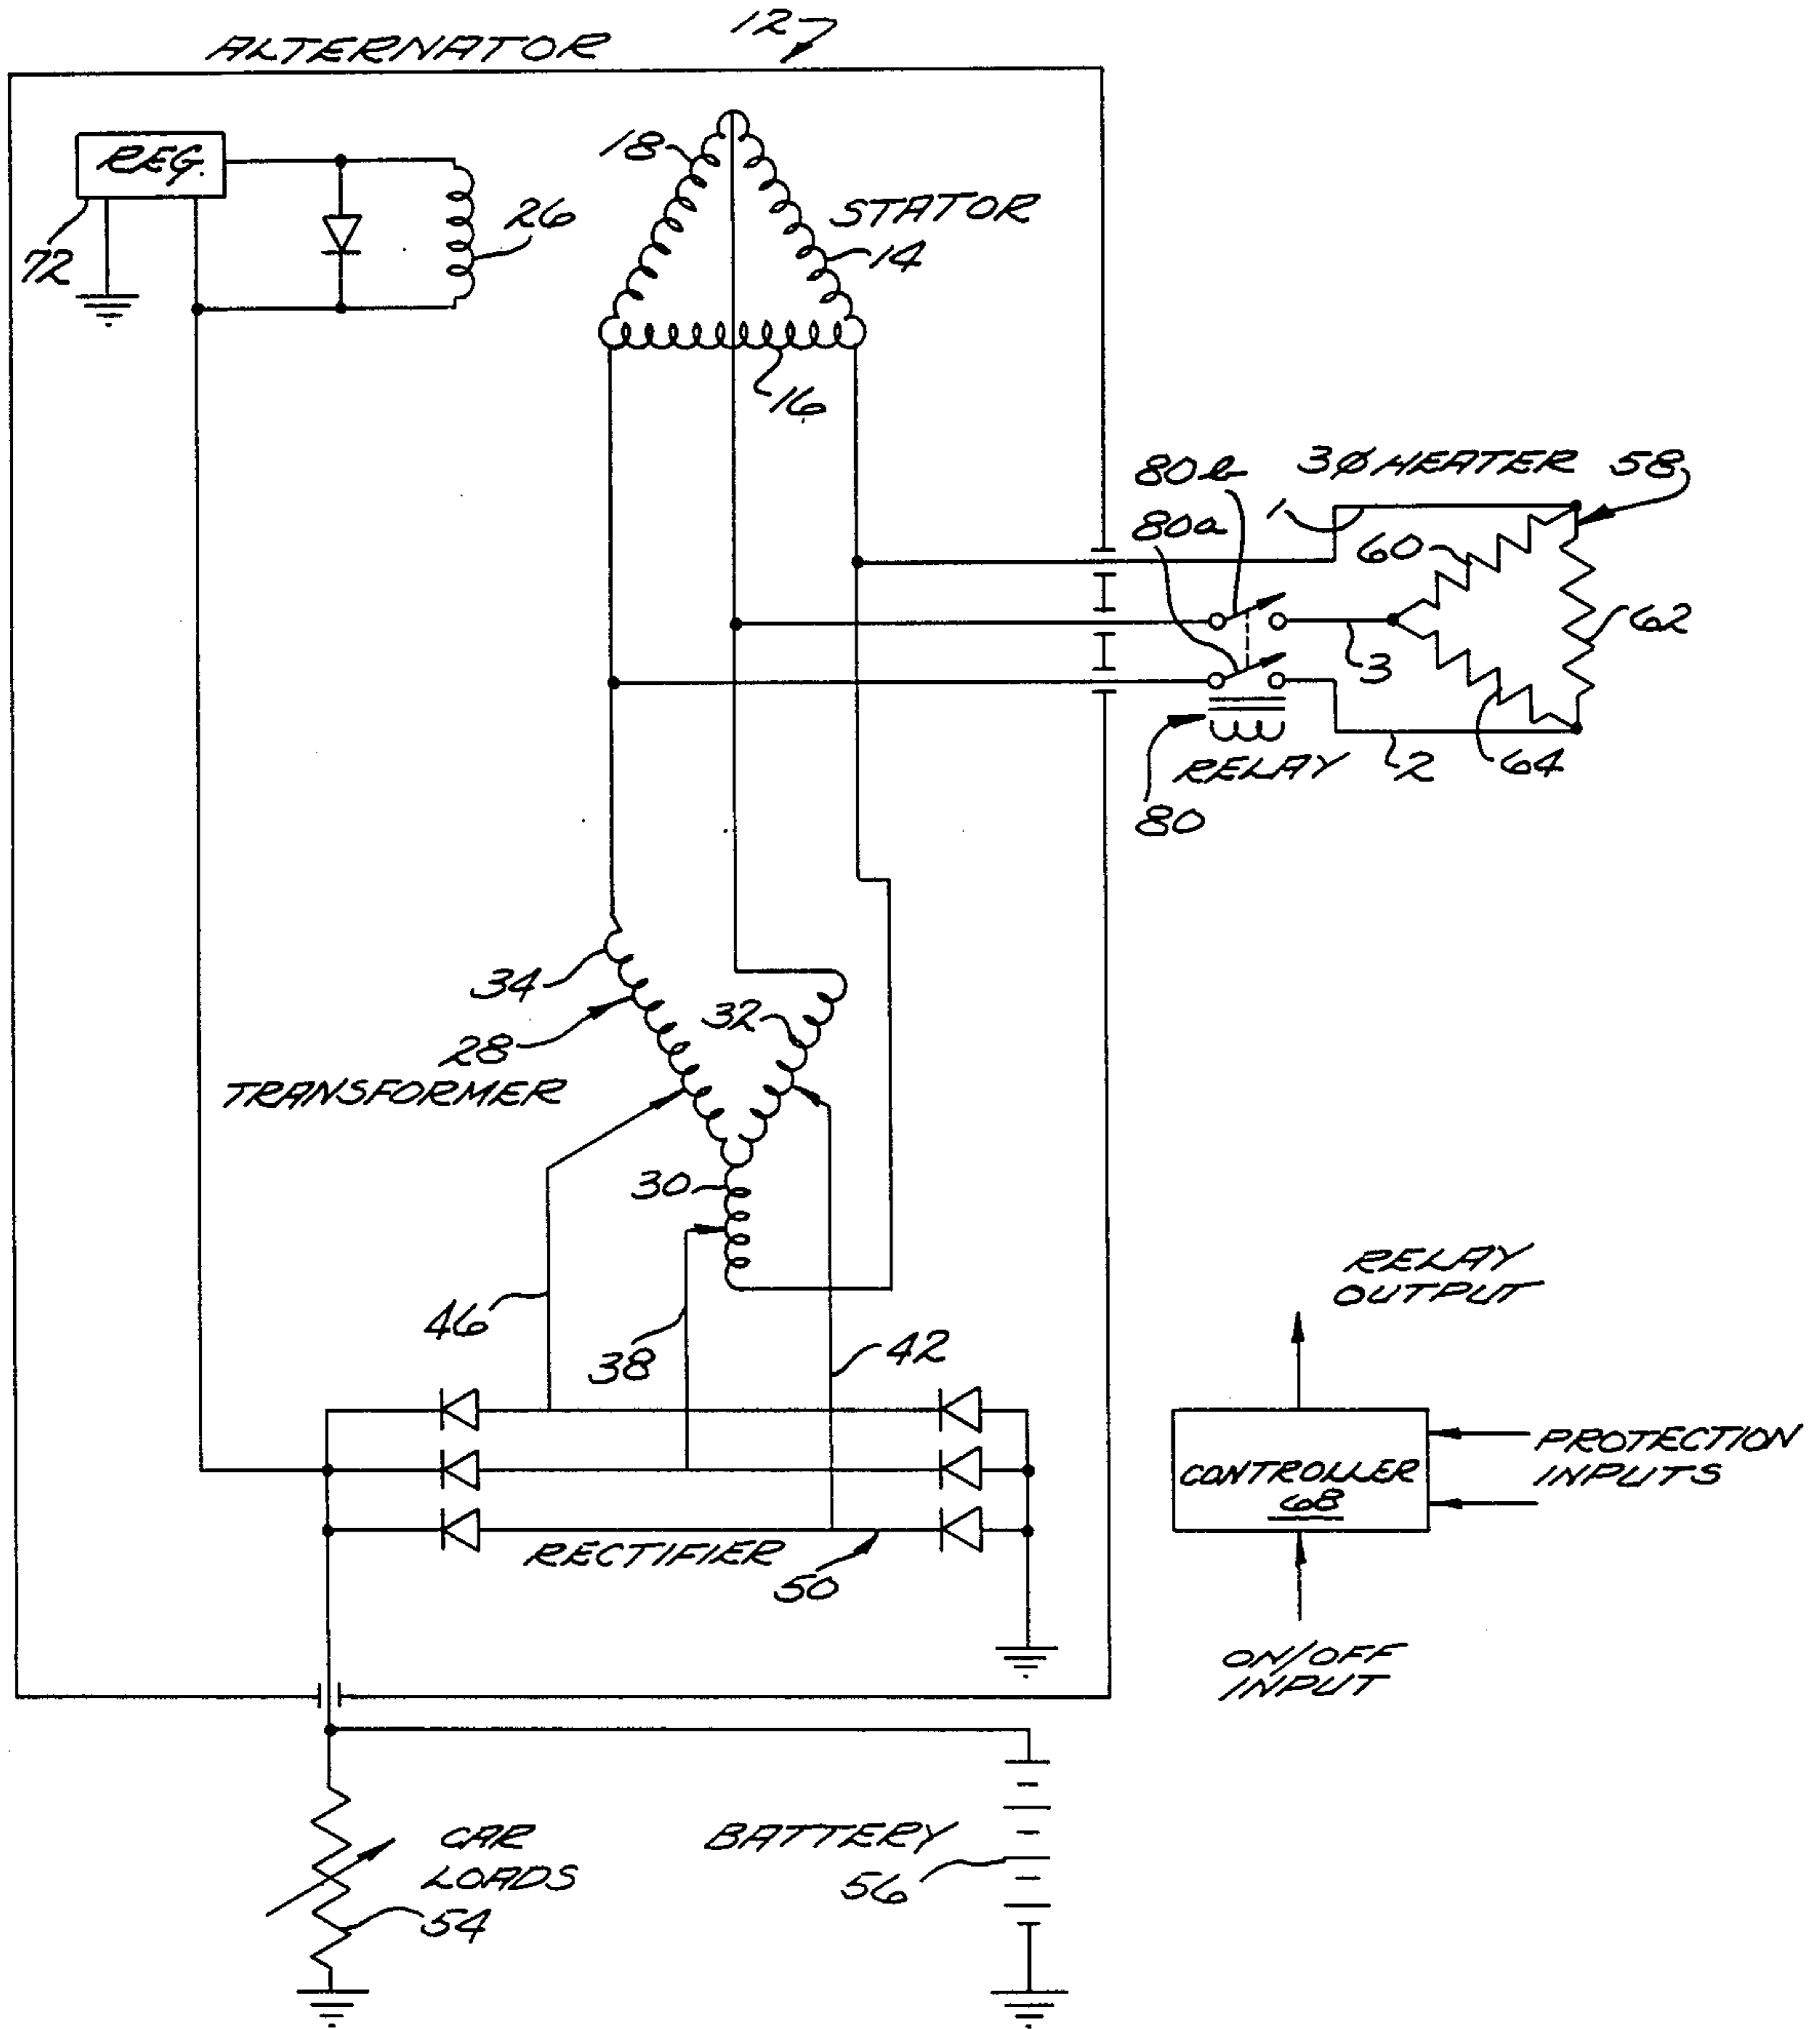 12
ALTERNATOR
REG.
72
26
18
STATOR
14
16
80b
80a
3Ø HEATER 58
1
60
62
3
2
64
RELAY
80
34
28
TRANSFORMER
32
30
46
38
42
RECTIFIER
50
RELAY
OUTPUT
CONTROLLER
68
PROTECTION
INPUTS
ON/OFF
INPUT
CAR
LOADS
54
BATTERY
56